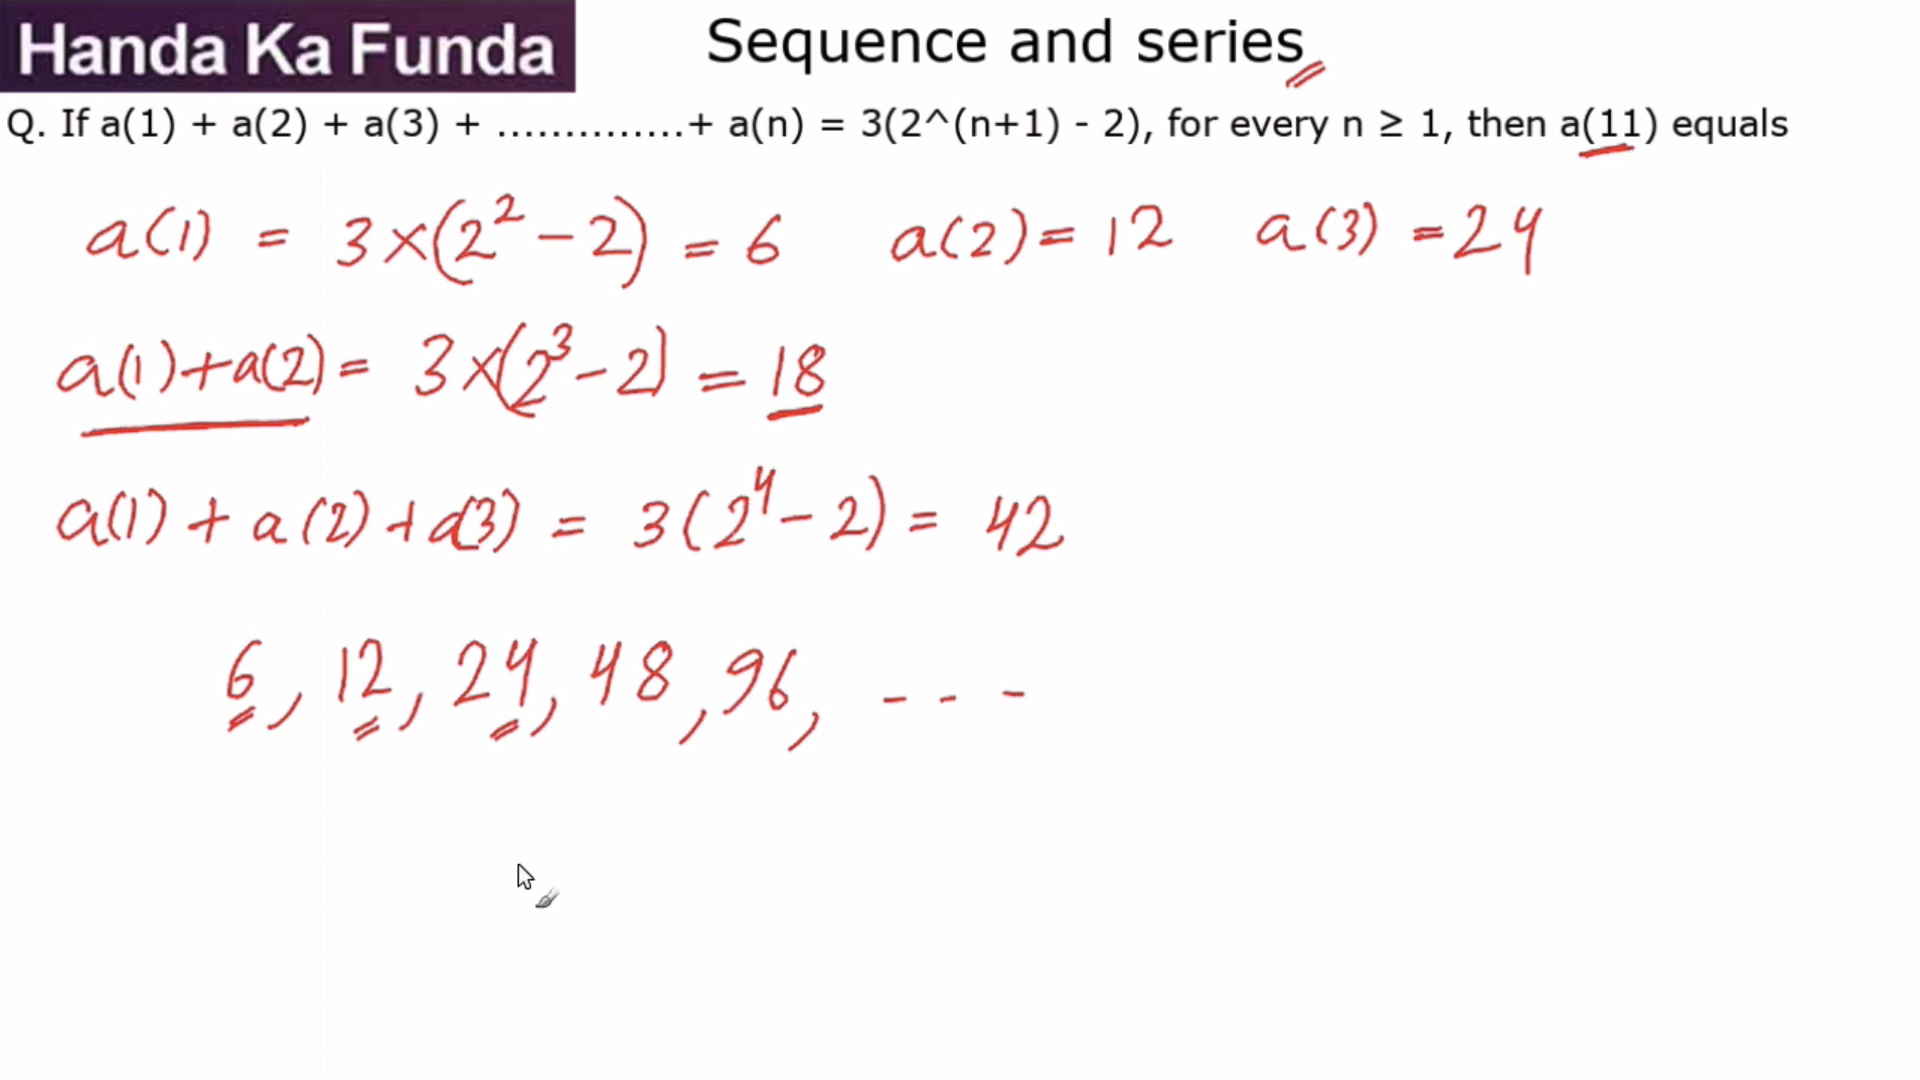 Handa Ka Funda
Sequence and series
Q. If a(1) + a(2) + a(3) + ..............+ a(n) = 3(2^(n+1) - 2), for every n ≥ 1, then a(11) equals
a(1) = 3×(2² - 2) = 6 a(2) = 12 a(3) = 24
a(1)+a(2) = 3×(2³ - 2) = 18
a(1) + a(2) + a(3) = 3(2⁴ - 2) = 42
6, 12, 24, 48, 96, - - -